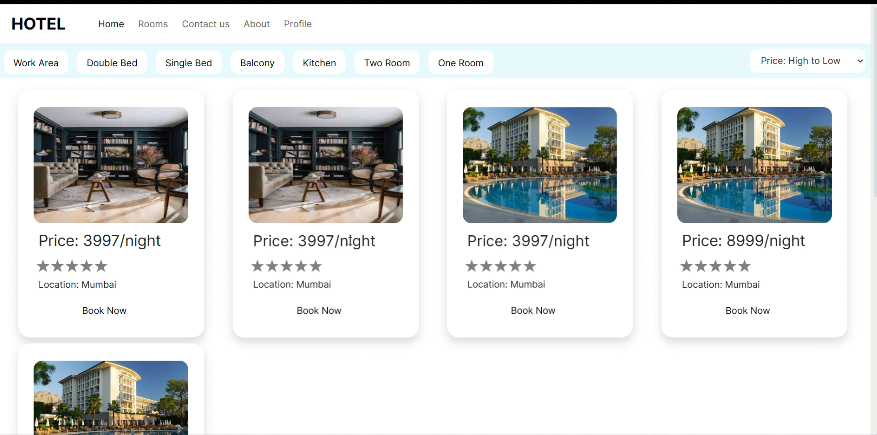 HOTEL Home Rooms Contact us About Profile
Work Area Double Bed Single Bed Balcony Kitchen Two Room One Room Price: High to Low
Price: 3997/night Price: 3997/night Price: 3997/night Price: 8999/night
★★★★★ ★★★★★ ★★★★★ ★★★★★
Location: Mumbai Location: Mumbai Location: Mumbai Location: Mumbai
Book Now Book Now Book Now Book Now